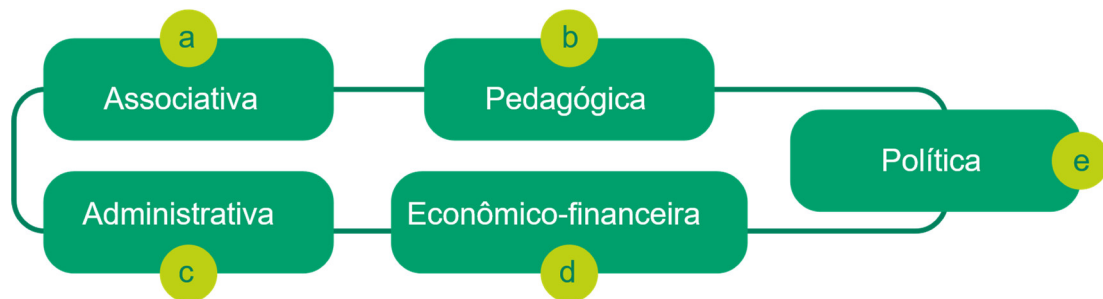 a
Associativa
b
Pedagógica
Política
e
Administrativa
c
Econômico-financeira
d